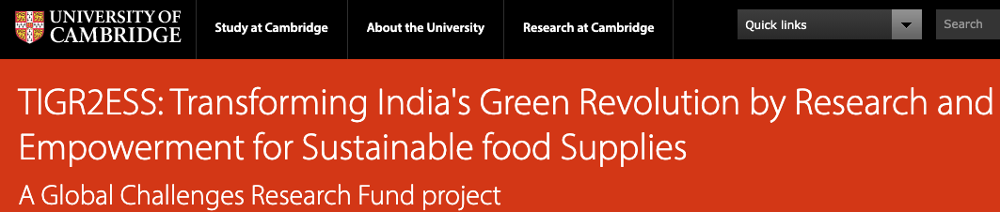 UNIVERSITY OF
CAMBRIDGE
Study at Cambridge
About the University
Research at Cambridge
Quick links
Search
TIGR2ESS: Transforming India's Green Revolution by Research and
Empowerment for Sustainable food Supplies
A Global Challenges Research Fund project